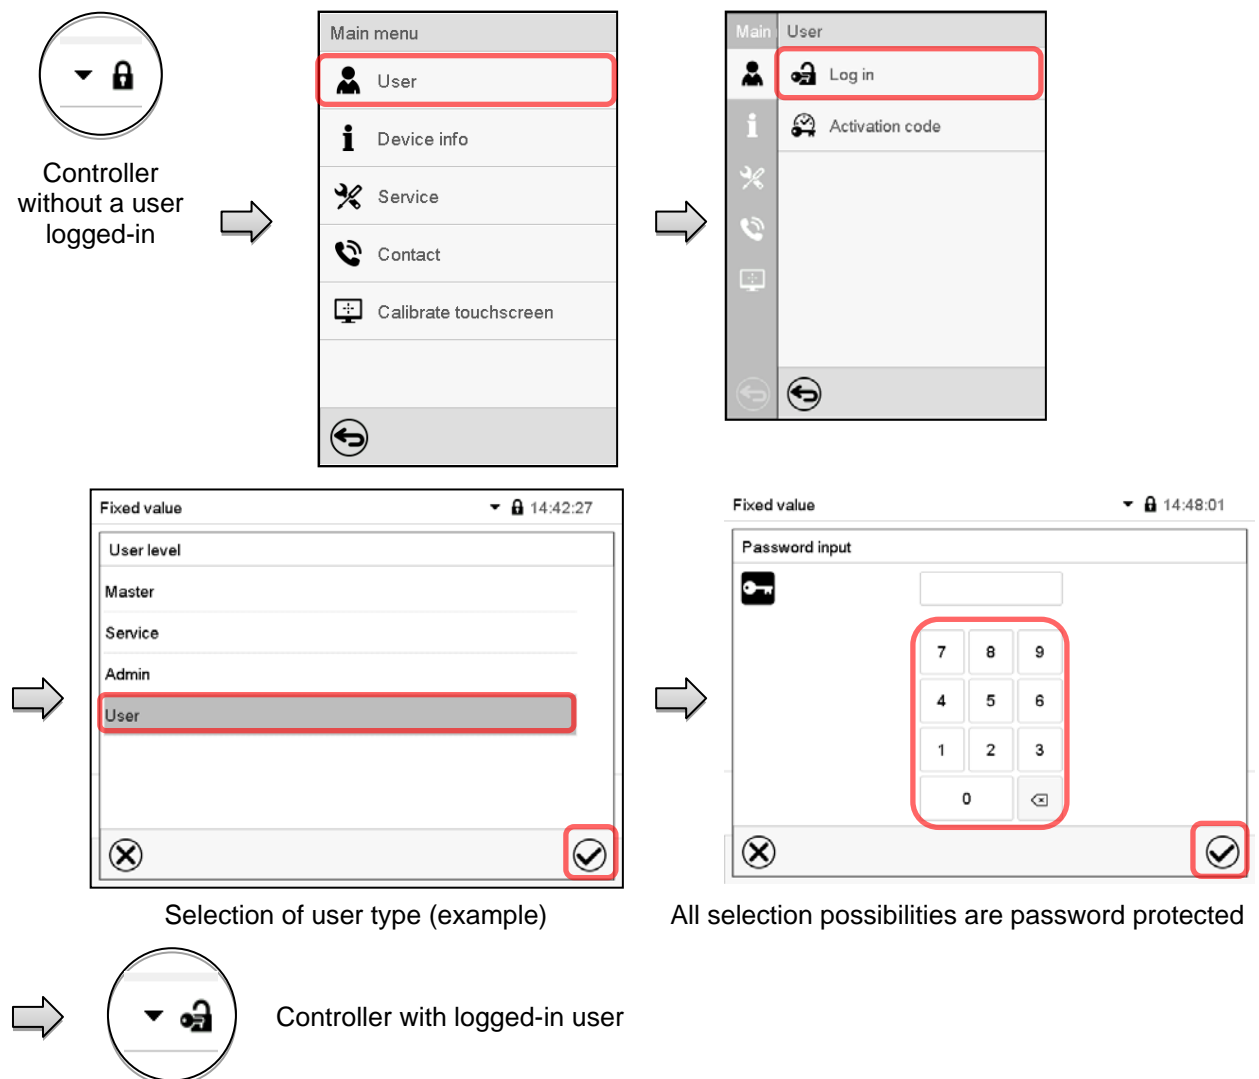 Controller
without a user
logged-in
Main menu
User
Device info
Service
Contact
Calibrate touchscreen
Main
User
Log in
Activation code
Fixed value
14:42:27
User level
Master
Service
Admin
User
Selection of user type (example)
Fixed value
14:48:01
Password input
7 8 9
4 5 6
1 2 3
0
All selection possibilities are password protected
Controller with logged-in user